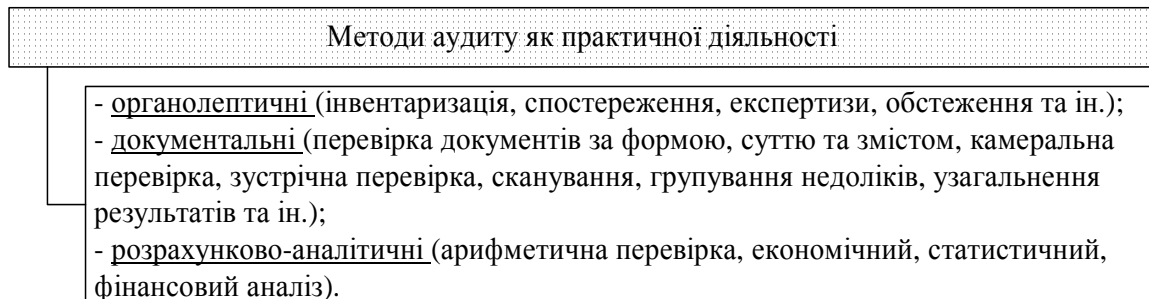 Методи аудиту як практичної діяльності
- органолептичні (інвентаризація, спостереження, експертизи, обстеження та ін.);
- документальні (перевірка документів за формою, суттю та змістом, камеральна
перевірка, зустрічна перевірка, сканування, групування недоліків, узагальнення
результатів та ін.);
- розрахунково-аналітичні (арифметична перевірка, економічний, статистичний,
фінансовий аналіз).